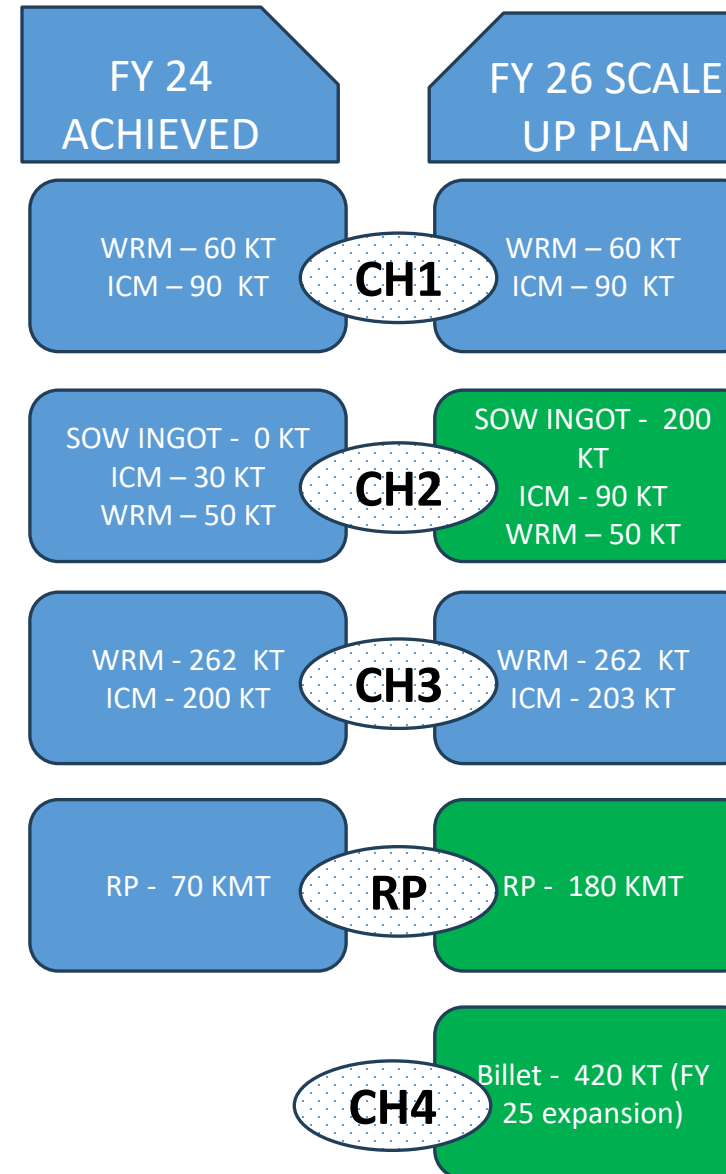 FY 24
ACHIEVED
FY 26 SCALE
UP PLAN
WRM – 60 KT
ICM – 90 KT
CH1
WRM – 60 KT
ICM – 90 KT
SOW INGOT - 0 KT
ICM – 30 KT
WRM – 50 KT
CH2
SOW INGOT - 200
KT
ICM - 90 KT
WRM – 50 KT
WRM - 262 KT
ICM - 200 KT
CH3
WRM - 262 KT
ICM - 203 KT
RP - 70 KMT
RP
RP - 180 KMT
CH4
Billet - 420 KT (FY
25 expansion)